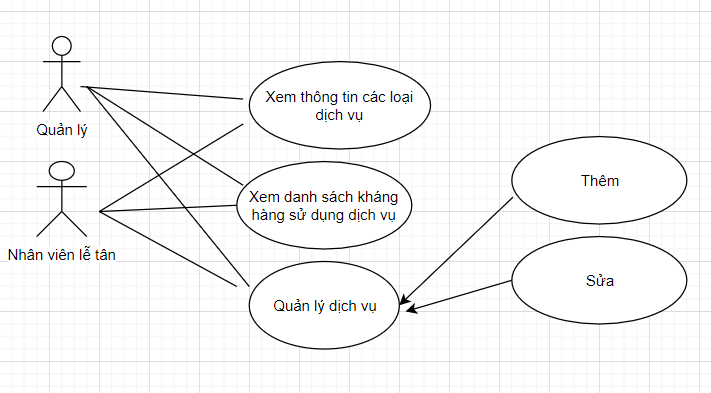 Quản lý
Nhân viên lễ tân
Xem thông tin các loại
dịch vụ
Xem danh sách kháng
hàng sử dụng dịch vụ
Quản lý dịch vụ
Thêm
Sửa